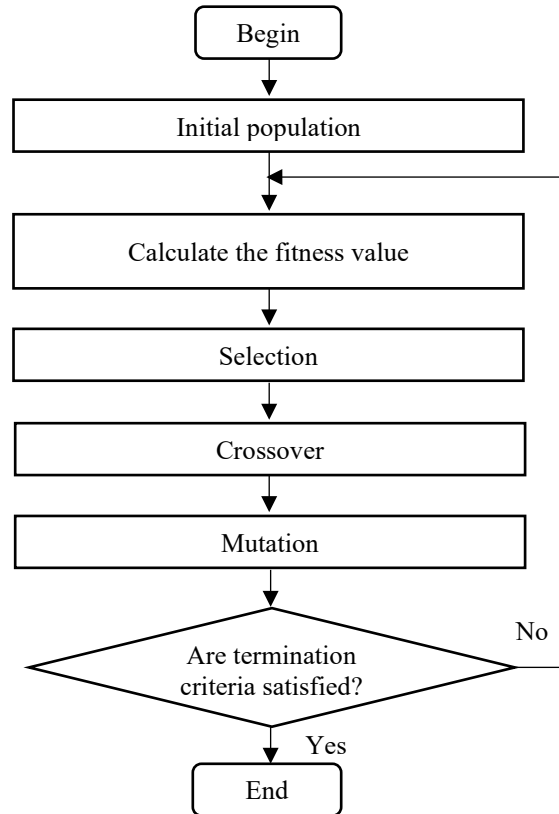 Begin
Initial population
Calculate the fitness value
Selection
Crossover
Mutation
Are termination
criteria satisfied?
No
Yes
End